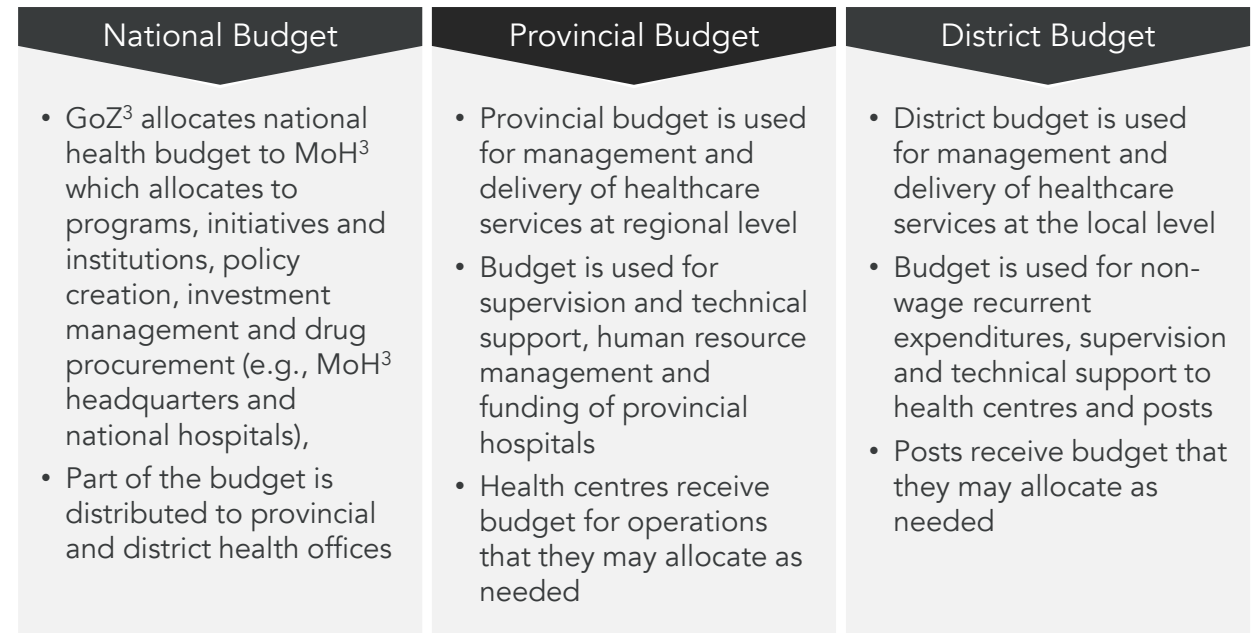 National Budget
• GoZ³ allocates national
health budget to MoH³
which allocates to
programs, initiatives and
institutions, policy
creation, investment
management and drug
procurement (e.g., MoH³
headquarters and
national hospitals),
• Part of the budget is
distributed to provincial
and district health offices
Provincial Budget
• Provincial budget is used
for management and
delivery of healthcare
services at regional level
• Budget is used for
supervision and technical
support, human resource
management and
funding of provincial
hospitals
• Health centres receive
budget for operations
that they may allocate as
needed
District Budget
• District budget is used
for management and
delivery of healthcare
services at the local level
• Budget is used for non-
wage recurrent
expenditures, supervision
and technical support to
health centres and posts
• Posts receive budget that
they may allocate as
needed